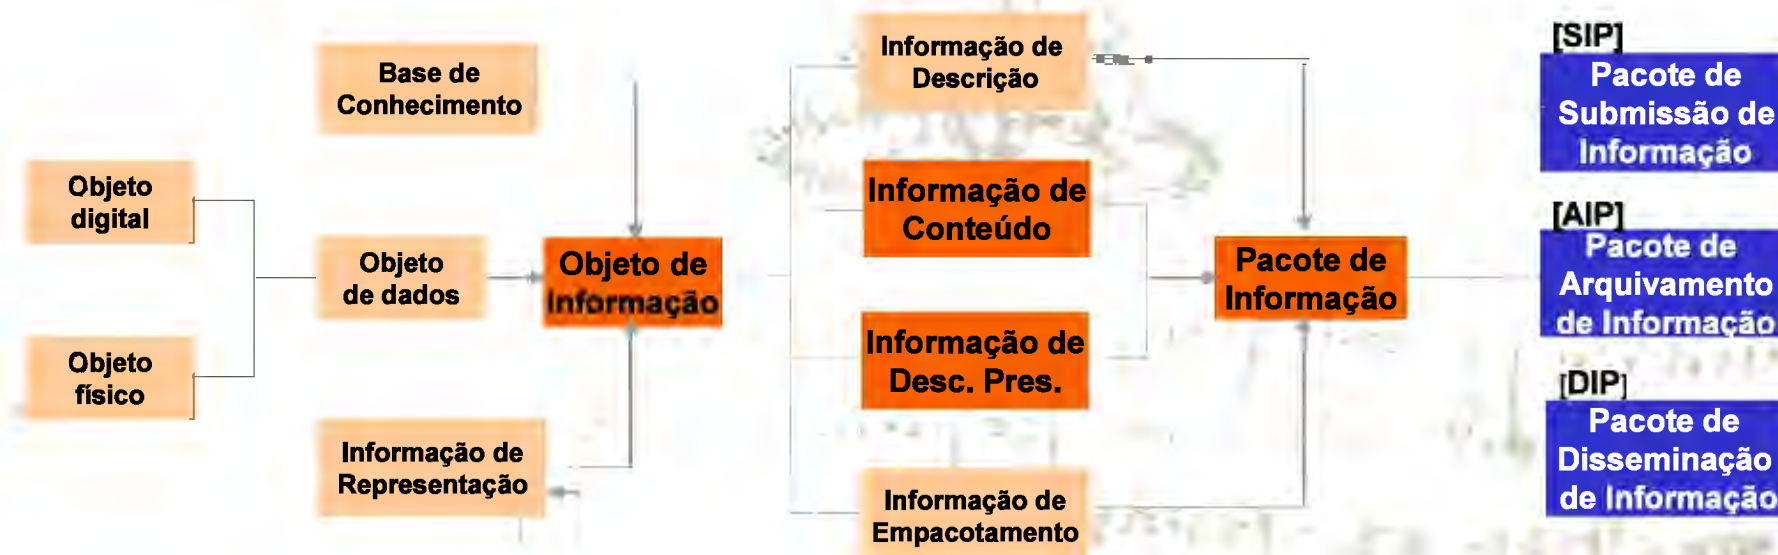 Base de
Conhecimento
Objeto
digital
Objeto
físico
Objeto
de dados
Informação de
Representação
Objeto de
Informação
Informação de
Descrição
Informação de
Conteúdo
Informação de
Desc. Pres.
Informação de
Empacotamento
Pacote de
Informação
[SIP]
Pacote de
Submissão de
Informação
[AIP]
Pacote de
Arquivamento
de Informação
[DIP]
Pacote de
Disseminação
de Informação